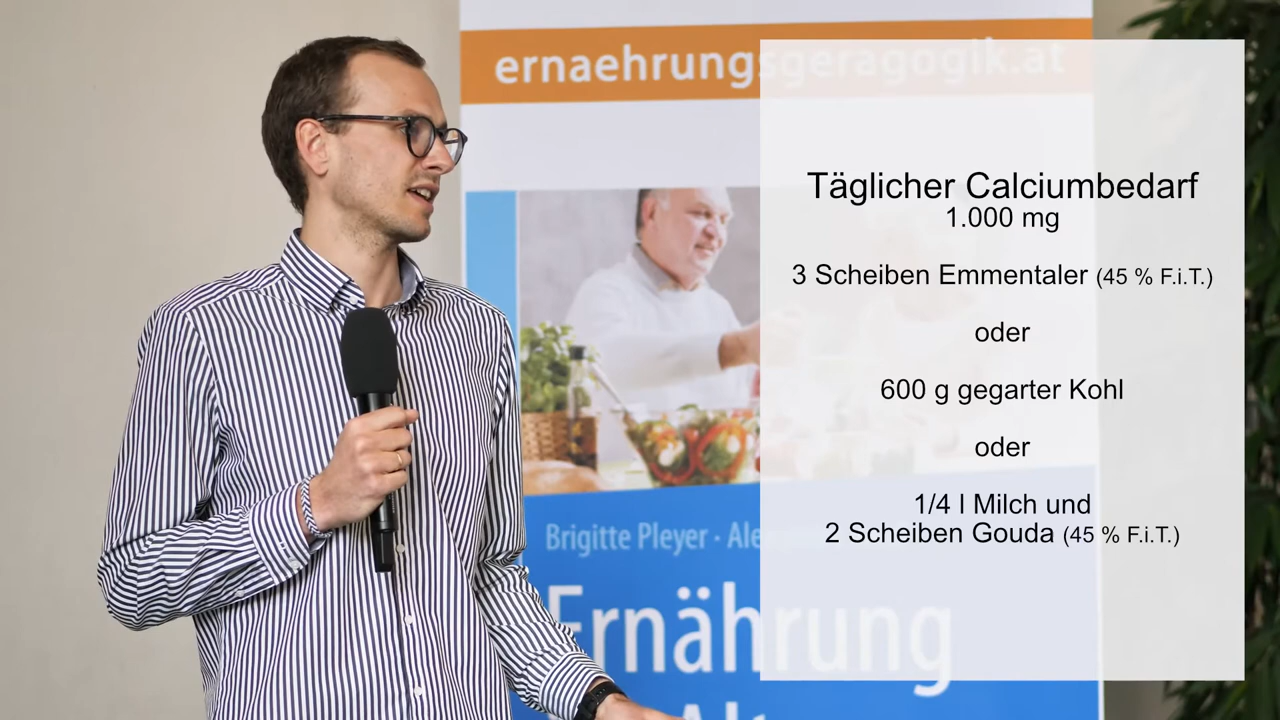 ernaehrungsgeragogik.at
Täglicher Calciumbedarf
1.000 mg
3 Scheiben Emmentaler (45 % F.i.T.)
oder
600 g gegarter Kohl
oder
1/4 l Milch und
2 Scheiben Gouda (45 % F.i.T.)
Brigitte Pleyer · Ale
Ernährung
Alt